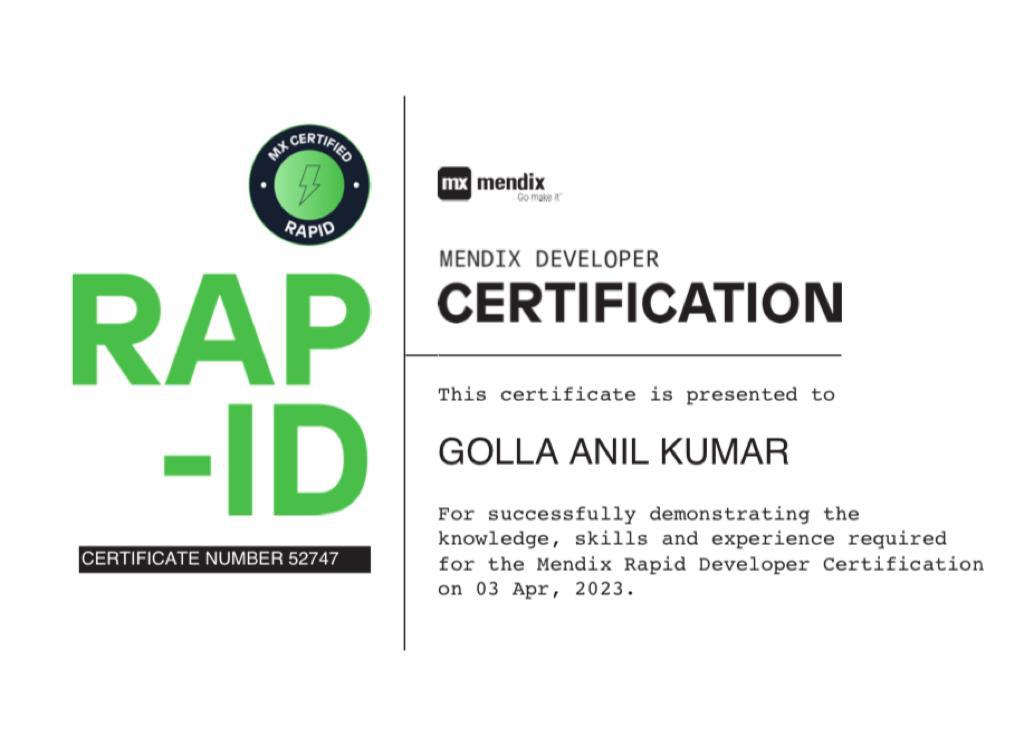 MX CERTIFIED
RAPID
RAP
-ID
CERTIFICATE NUMBER 52747
mx mendix
Go make it
MENDIX DEVELOPER
CERTIFICATION
This certificate is presented to
GOLLA ANIL KUMAR
For successfully demonstrating the
knowledge, skills and experience required
for the Mendix Rapid Developer Certification
on 03 Apr, 2023.